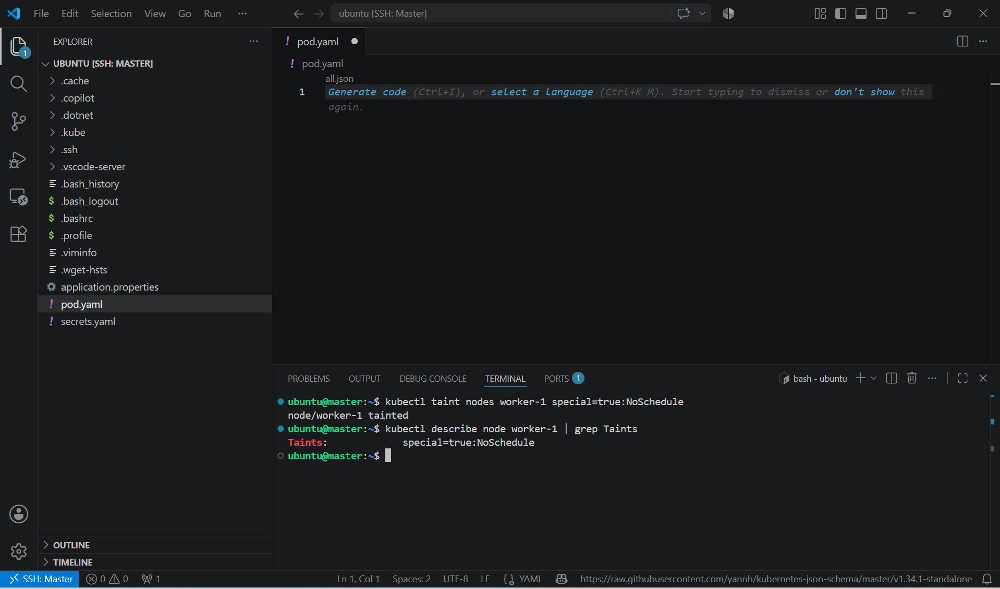 File Edit Selection View Go Run ···
ubuntu [SSH: Master]
EXPLORER
1
UBUNTU [SSH: MASTER]
.cache
.copilot
.dotnet
.kube
.ssh
.vscode-server
.bash_history
$ .bash_logout
$ .bashrc
$ .profile
.viminfo
.wget-hsts
application.properties
! pod.yaml
! secrets.yaml
OUTLINE
TIMELINE
! pod.yaml
! pod.yaml
all.json
1 Generate code (Ctrl+I), or select a language (Ctrl+K M). Start typing to dismiss or don't show this
again.
PROBLEMS OUTPUT DEBUG CONSOLE TERMINAL PORTS 1
bash - ubuntu
ubuntu@master:~$ kubectl taint nodes worker-1 special=true:NoSchedule
node/worker-1 tainted
ubuntu@master:~$ kubectl describe node worker-1 | grep Taints
Taints: special=true:NoSchedule
ubuntu@master:~$
SSH: Master 0 0 1 Ln 1, Col 1 Spaces: 2 UTF-8 LF { } YAML https://raw.githubusercontent.com/yannh/kubernetes-json-schema/master/v1.34.1-standalone